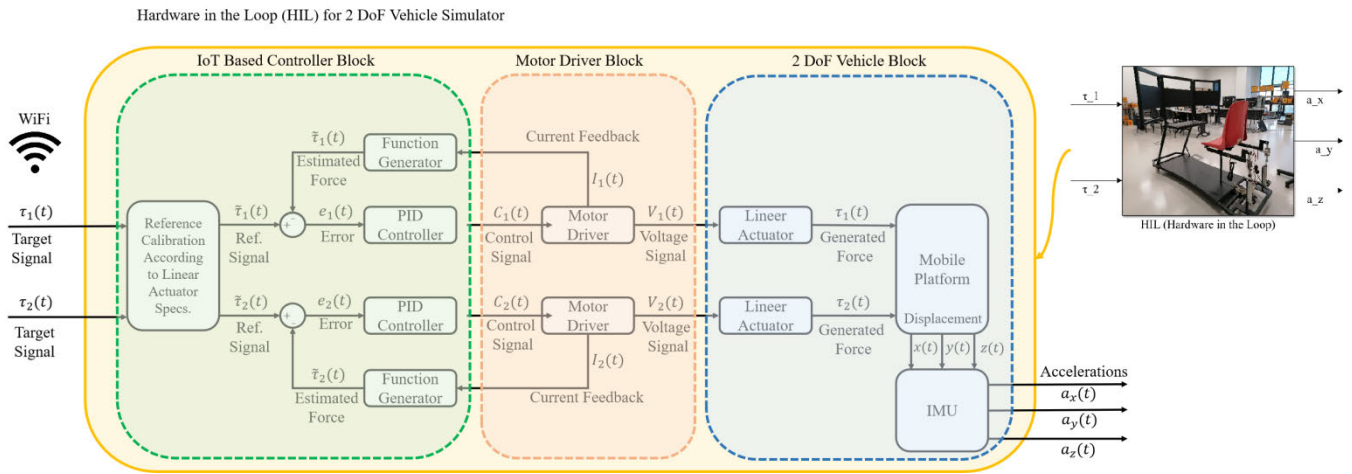 Hardware in the Loop (HIL) for 2 DoF Vehicle Simulator
IoT Based Controller Block
Motor Driver Block
2 DoF Vehicle Block
WiFi
τ₁(t)
Target
Signal
τ₂(t)
Target
Signal
Reference
Calibration
According
to Linear
Actuator
Specs.
τ̃₁(t)
Estimated
Force
Function
Generator
τ̃₁(t)
Ref.
Signal
+
-
e₁(t)
Error
PID
Controller
τ̃₂(t)
Ref.
Signal
+
e₂(t)
Error
PID
Controller
τ̃₂(t)
Estimated
Force
Function
Generator
Current Feedback
I₁(t)
C₁(t)
Control
Signal
Motor
Driver
V₁(t)
Voltage
Signal
C₂(t)
Control
Signal
Motor
Driver
V₂(t)
Voltage
Signal
I₂(t)
Current Feedback
Lineer
Actuator
τ₁(t)
Generated
Force
Lineer
Actuator
τ₂(t)
Generated
Force
Mobile
Platform
Displacement
x(t) y(t) z(t)
IMU
Accelerations
aₓ(t)
a_y(t)
a_z(t)
τ_1
τ_2
a_x
a_y
a_z
HIL (Hardware in the Loop)